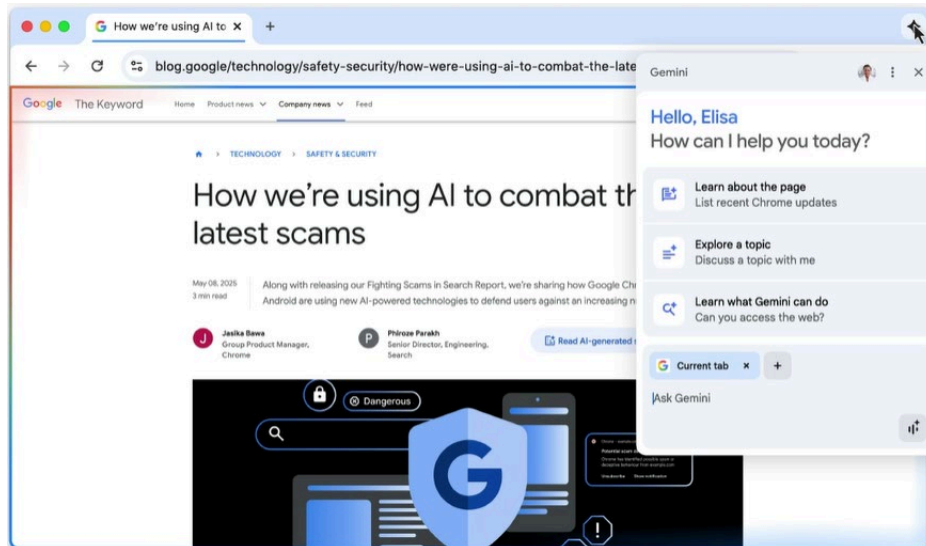 How we're using AI to
blog.google/technology/safety-security/how-were-using-ai-to-combat-the-late
Google The Keyword Home Product news Company news Feed
TECHNOLOGY > SAFETY & SECURITY
How we're using AI to combat th
latest scams
May 08, 2025
3 min read
Along with releasing our Fighting Scams in Search Report, we're sharing how Google Chr
Android are using new AI-powered technologies to defend users against an increasing n
J
Jasika Bawa
Group Product Manager,
Chrome
P
Phiroze Parakh
Senior Director, Engineering,
Search
Read AI-generated
Dangerous
G
Potential scam
Unsubscribe Show notification
Gemini
Hello, Elisa
How can I help you today?
Learn about the page
List recent Chrome updates
Explore a topic
Discuss a topic with me
Learn what Gemini can do
Can you access the web?
Current tab
Ask Gemini